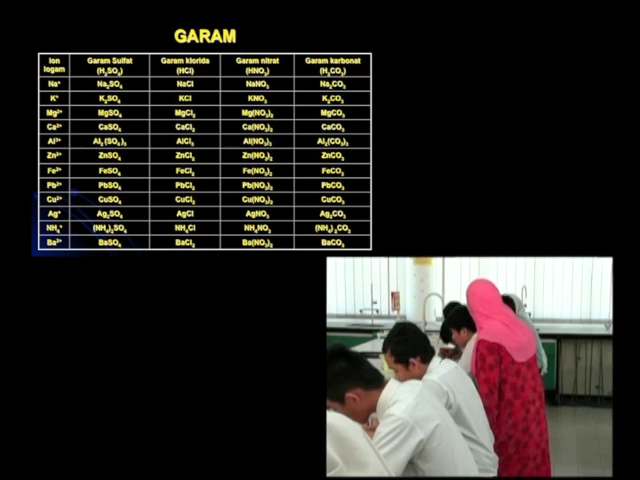 GARAM
Ion logam Garam Sulfat (H₂SO₄) Garam klorida (HCl) Garam nitrat (HNO₃) Garam karbonat (H₂CO₃)
Na⁺ Na₂SO₄ NaCl NaNO₃ Na₂CO₃
K⁺ K₂SO₄ KCl KNO₃ K₂CO₃
Mg²⁺ MgSO₄ MgCl₂ Mg(NO₃)₂ MgCO₃
Ca²⁺ CaSO₄ CaCl₂ Ca(NO₃)₂ CaCO₃
Al³⁺ Al₂ (SO₄)₃ AlCl₃ Al(NO₃)₃ Al₂(CO₃)₃
Zn²⁺ ZnSO₄ ZnCl₂ Zn(NO₃)₂ ZnCO₃
Fe²⁺ FeSO₄ FeCl₂ Fe(NO₃)₂ FeCO₃
Pb²⁺ PbSO₄ PbCl₂ Pb(NO₃)₂ PbCO₃
Cu²⁺ CuSO₄ CuCl₂ Cu(NO₃)₂ CuCO₃
Ag⁺ Ag₂SO₄ AgCl AgNO₃ Ag₂CO₃
NH₄⁺ (NH₄)₂SO₄ NH₄Cl NH₄NO₃ (NH₄)₂CO₃
Ba²⁺ BaSO₄ BaCl₂ Ba(NO₃)₂ BaCO₃